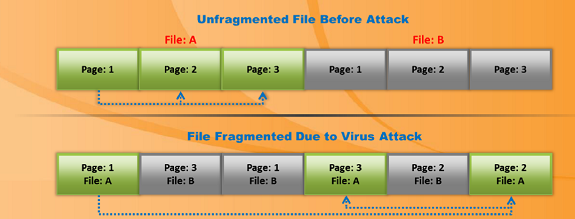 Unfragmented File Before Attack
File: A File: B
Page: 1 Page: 2 Page: 3 Page: 1 Page: 2 Page: 3
File Fragmented Due to Virus Attack
Page: 1 Page: 3 Page: 1 Page: 3 Page: 2 Page: 2
File: A File: B File: B File: A File: B File: A